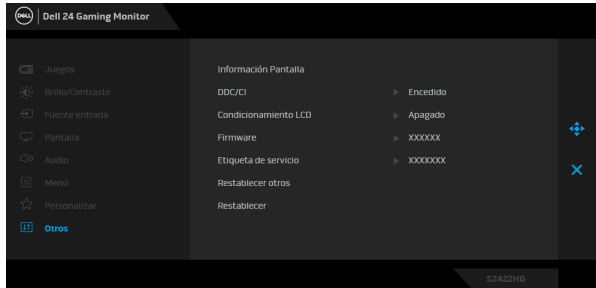 DELL Dell 24 Gaming Monitor
Juegos
Brillo/Contraste
Fuente entrada
Pantalla
Audio
Menú
Personalizar
Otros
Información Pantalla
DDC/CI Encedido
Condicionamiento LCD Apagado
Firmware XXXXXX
Etiqueta de servicio XXXXXXX
Restablecer otros
Restablecer
S2422HG